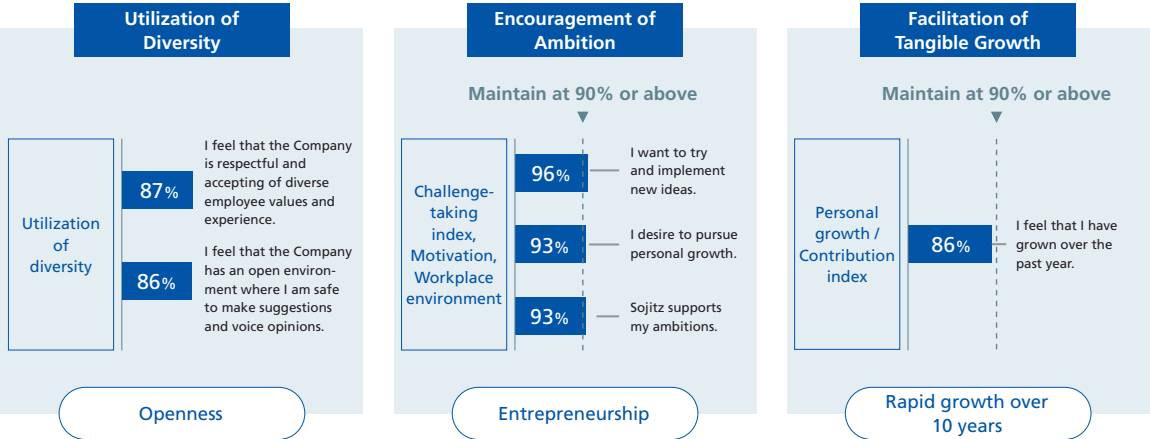 Utilization of
Diversity
Utilization
of
diversity
87%
I feel that the Company
is respectful and
accepting of diverse
employee values and
experience.
86%
I feel that the Company
has an open environ-
ment where I am safe
to make suggestions
and voice opinions.
Openness
Encouragement of
Ambition
Maintain at 90% or above
Challenge-
taking
index,
Motivation,
Workplace
environment
96%
I want to try
and implement
new ideas.
93%
I desire to pursue
personal growth.
93%
Sojitz supports
my ambitions.
Entrepreneurship
Facilitation of
Tangible Growth
Maintain at 90% or above
Personal
growth /
Contribution
index
86%
I feel that I have
grown over the
past year.
Rapid growth over
10 years